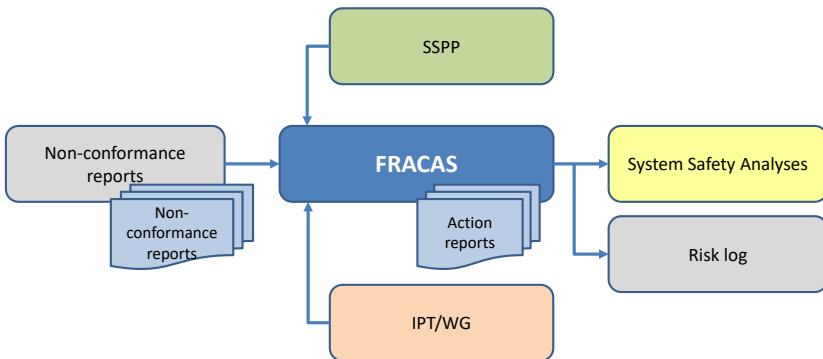 SSPP
Non-conformance
reports
FRACAS
System Safety Analyses
Non-
conformance
reports
Action
reports
Risk log
IPT/WG